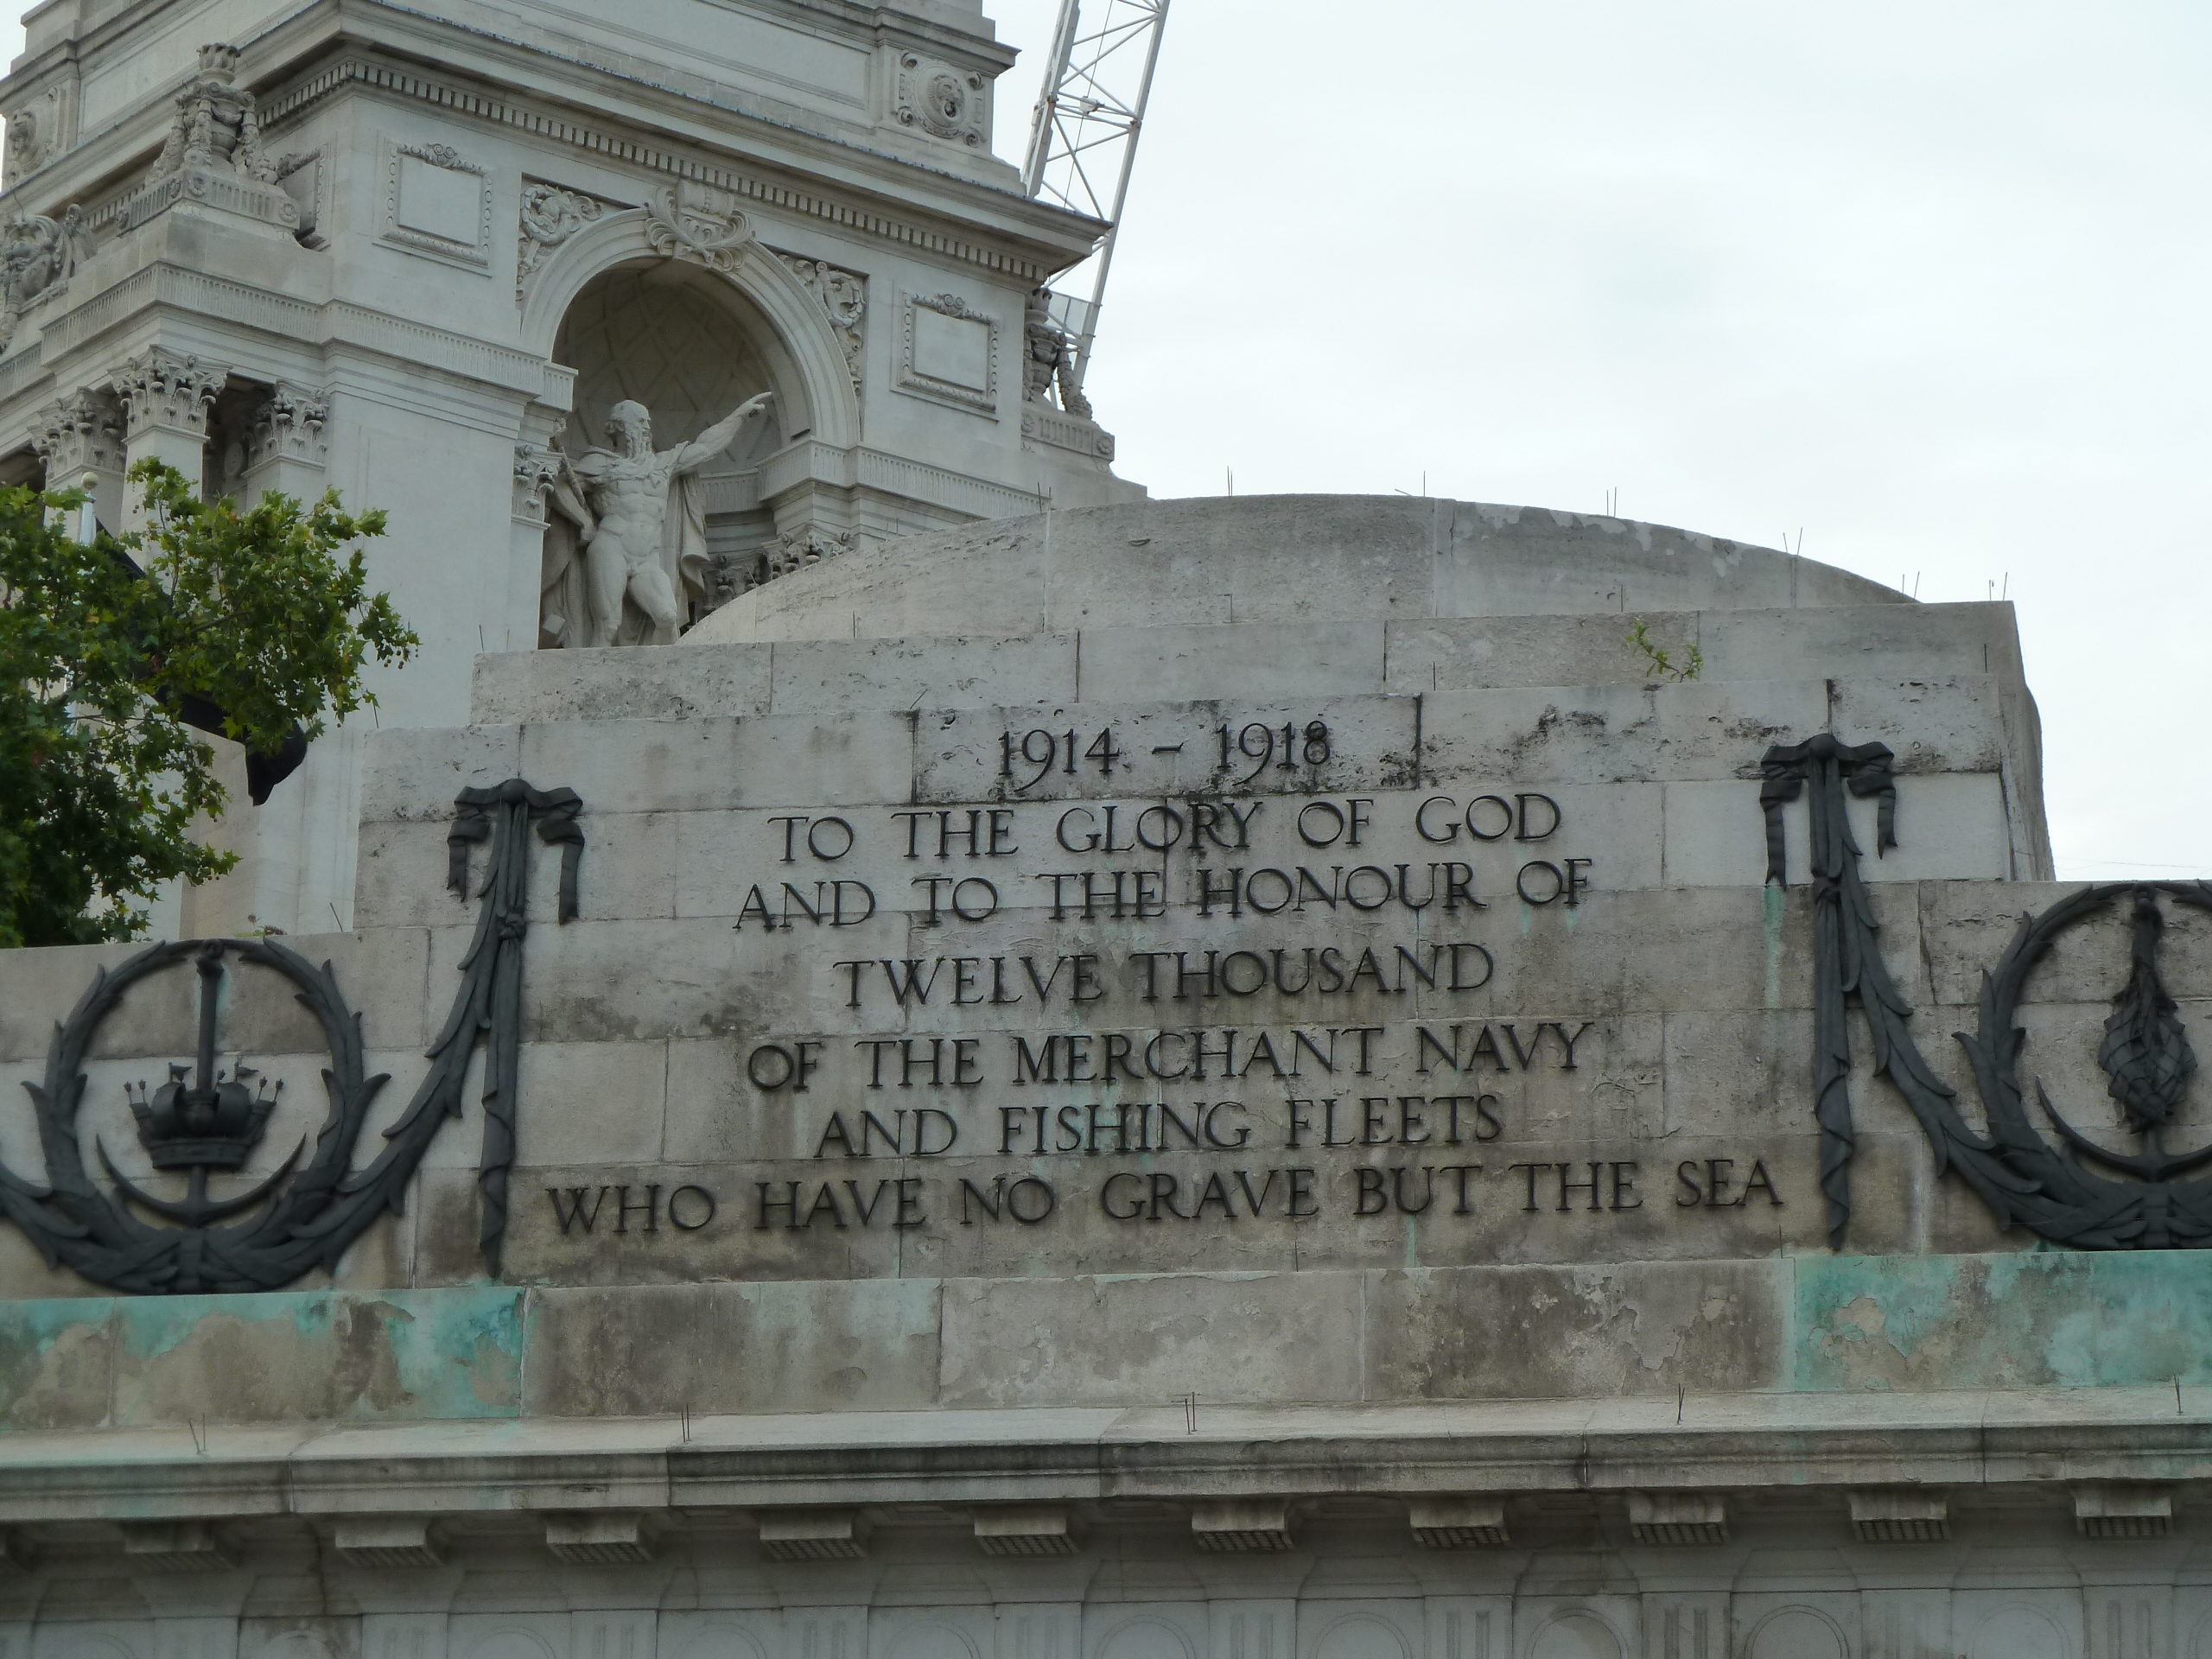 1914 – 1918
TO THE GLORY OF GOD
AND TO THE HONOUR OF
TWELVE THOUSAND
OF THE MERCHANT NAVY
AND FISHING FLEETS
WHO HAVE NO GRAVE BUT THE SEA